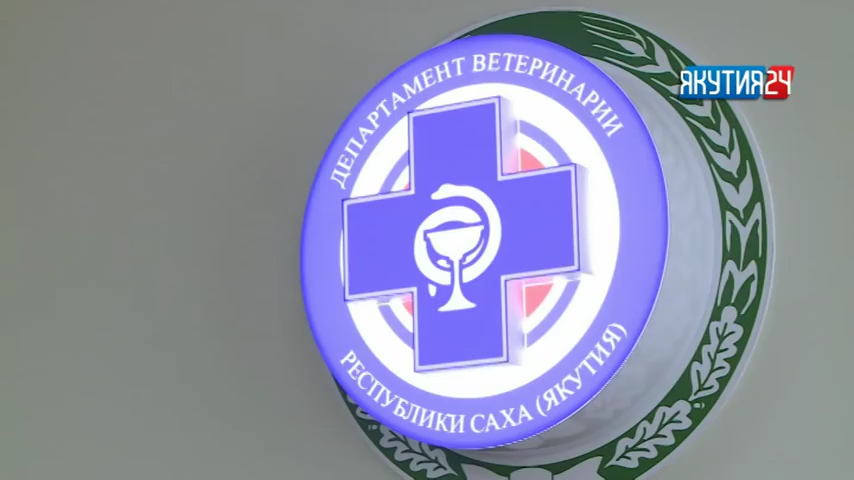 ЯКУТИЯ24
ДЕПАРТАМЕНТ ВЕТЕРИНАРИИ
РЕСПУБЛИКИ САХА (ЯКУТИЯ)